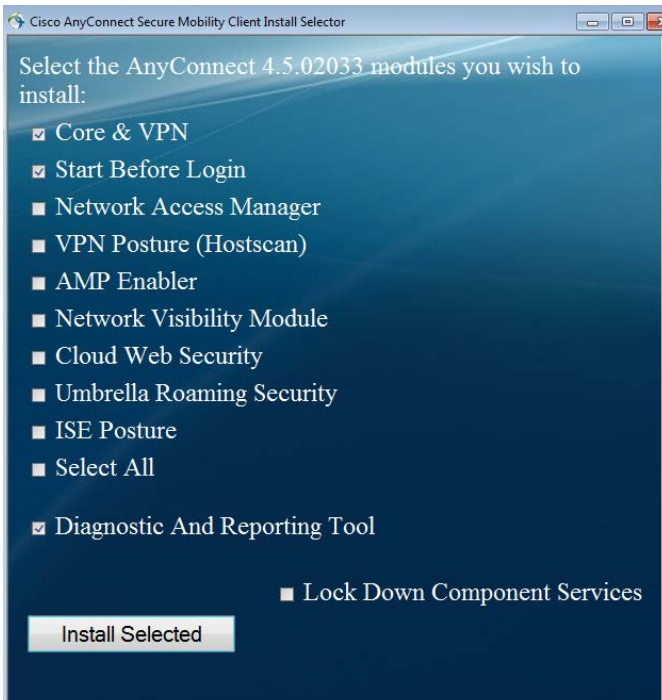 Cisco AnyConnect Secure Mobility Client Install Selector
Select the AnyConnect 4.5.02033 modules you wish to
install:
Core & VPN
Start Before Login
Network Access Manager
VPN Posture (Hostscan)
AMP Enabler
Network Visibility Module
Cloud Web Security
Umbrella Roaming Security
ISE Posture
Select All
Diagnostic And Reporting Tool
Lock Down Component Services
Install Selected